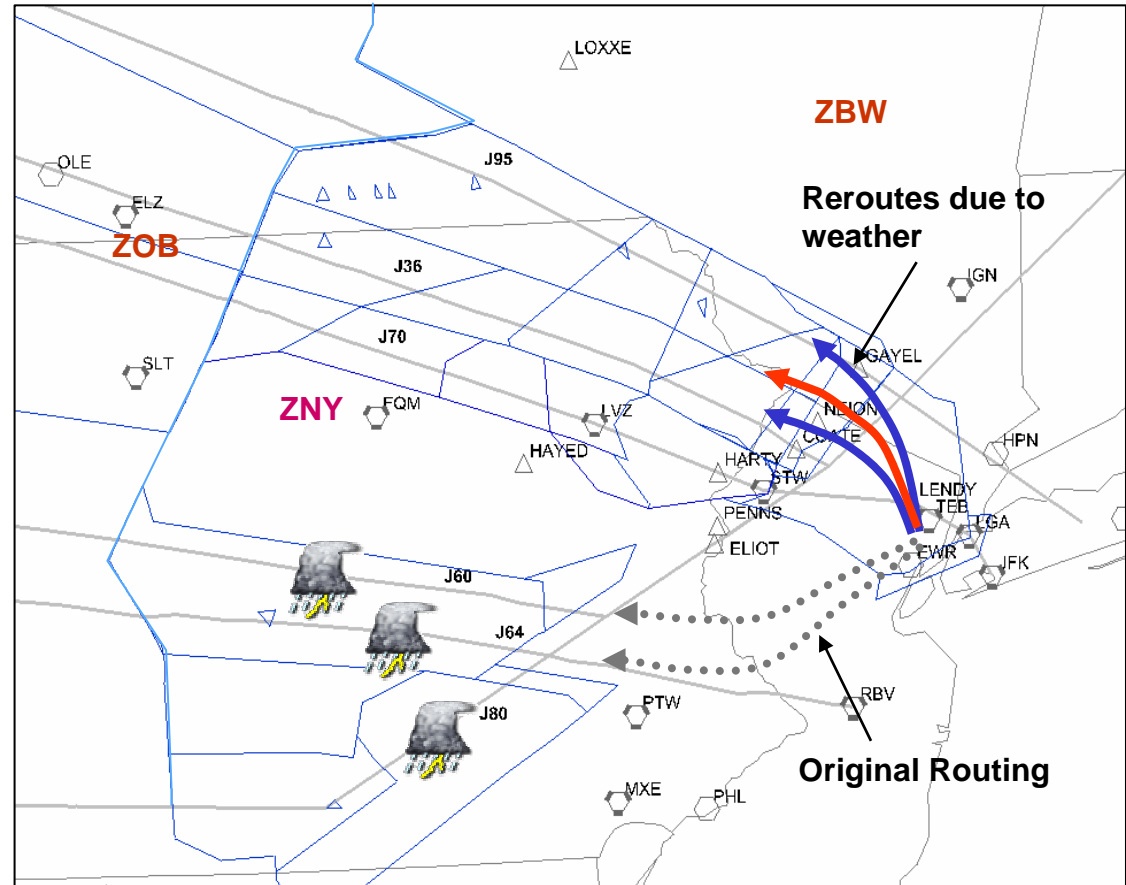 LOXXE
ZBW
J95
OLE
Reroutes due to
weather
ELZ
ZOB
J36
IGN
J70
GAYEL
SLT
ZNY
FQM
LVZ
NEION
COATE
HPN
HAYED
HARTY
STW
LENDY
TEB
PENNS
LGA
ELIOT
EWR
JFK
J60
J64
RBV
PTW
J80
Original Routing
MXE
PHL